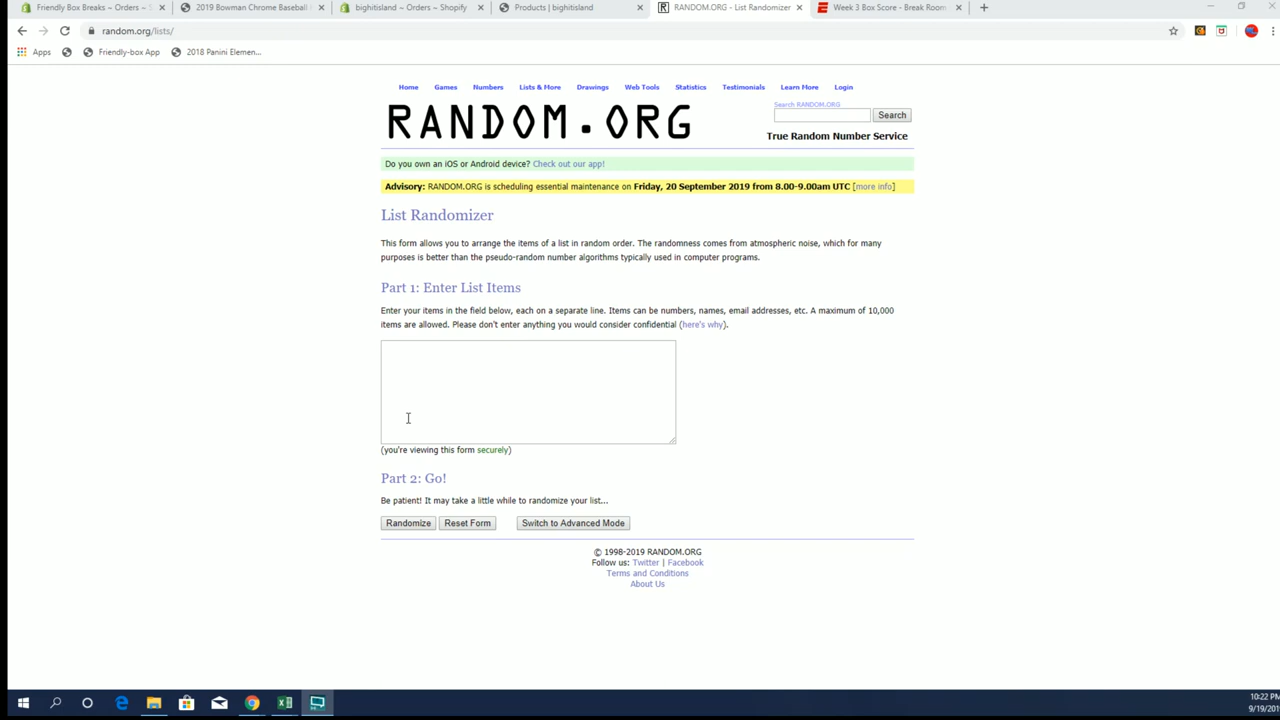 Friendly Box Breaks ~ Orders ~ S
2019 Bowman Chrome Baseball
bighitisland ~ Orders ~ Shopify
Products | bighitisland
RANDOM.ORG - List Randomizer
Week 3 Box Score - Break Room
random.org/lists/
Apps
Friendly-box App
2018 Panini Elemen...
Home
Games
Numbers
Lists & More
Drawings
Web Tools
Statistics
Testimonials
Learn More
Login
RANDOM.ORG
Search RANDOM.ORG
Search
True Random Number Service
Do you own an iOS or Android device? Check out our app!
Advisory: RANDOM.ORG is scheduling essential maintenance on Friday, 20 September 2019 from 8.00-9.00am UTC [more info]
List Randomizer
This form allows you to arrange the items of a list in random order. The randomness comes from atmospheric noise, which for many
purposes is better than the pseudo-random number algorithms typically used in computer programs.
Part 1: Enter List Items
Enter your items in the field below, each on a separate line. Items can be numbers, names, email addresses, etc. A maximum of 10,000
items are allowed. Please don't enter anything you would consider confidential (here's why).
(you're viewing this form securely)
Part 2: Go!
Be patient! It may take a little while to randomize your list...
Randomize
Reset Form
Switch to Advanced Mode
© 1998-2019 RANDOM.ORG
Follow us: Twitter | Facebook
Terms and Conditions
About Us
10:22 PM
9/19/201